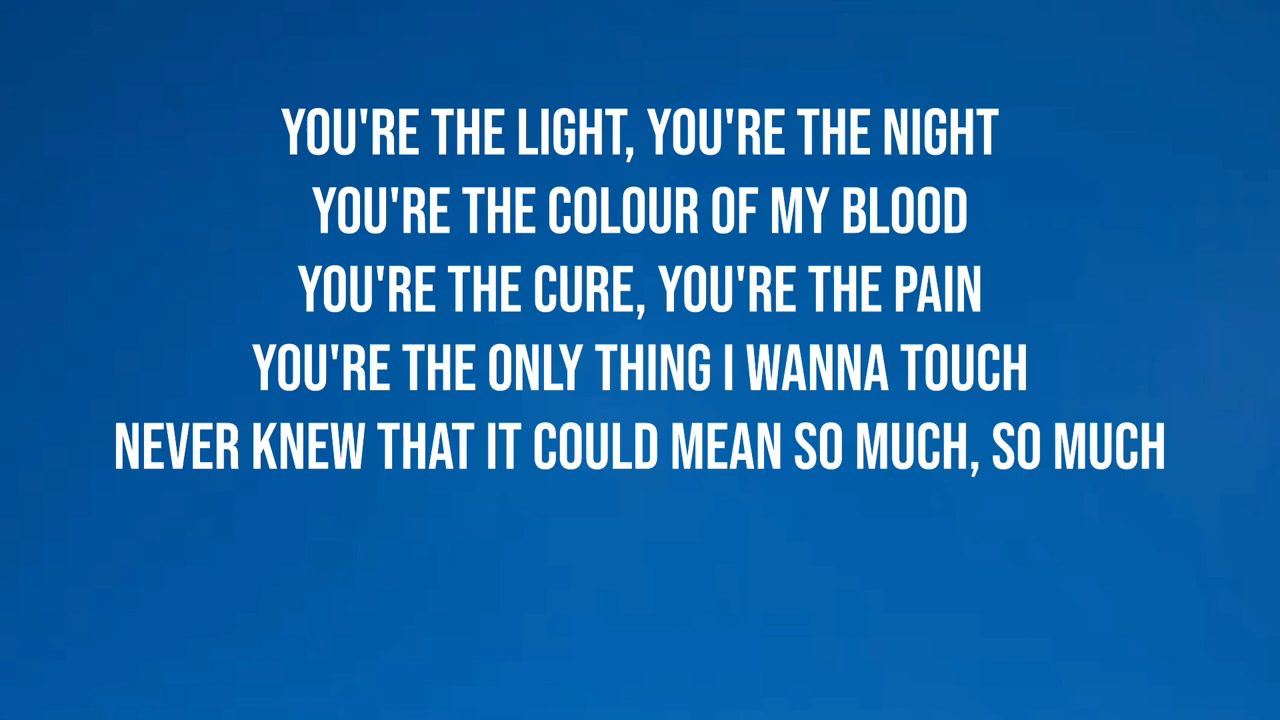 YOU'RE THE LIGHT, YOU'RE THE NIGHT
YOU'RE THE COLOUR OF MY BLOOD
YOU'RE THE CURE, YOU'RE THE PAIN
YOU'RE THE ONLY THING I WANNA TOUCH
NEVER KNEW THAT IT COULD MEAN SO MUCH, SO MUCH